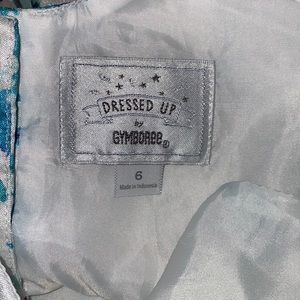 DRESSED UP
by
GYMBOREE®
6
Made in Indonesia